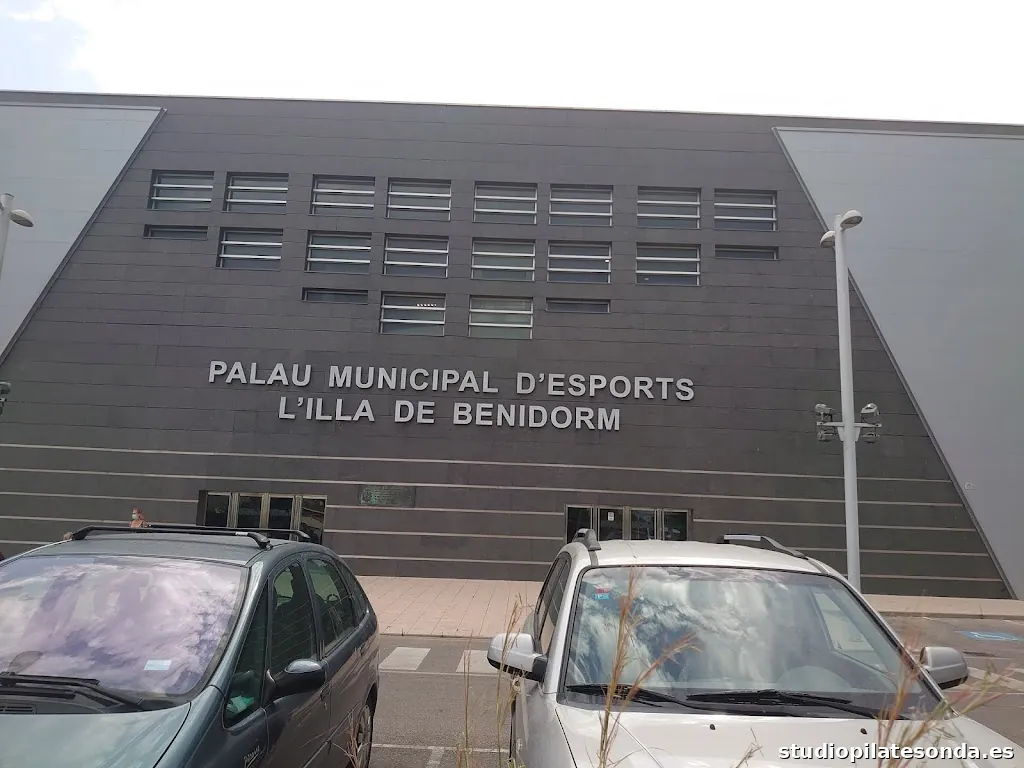 PALAU MUNICIPAL D'ESPORTS
L'ILLA DE BENIDORM
studiopilatesonda.es